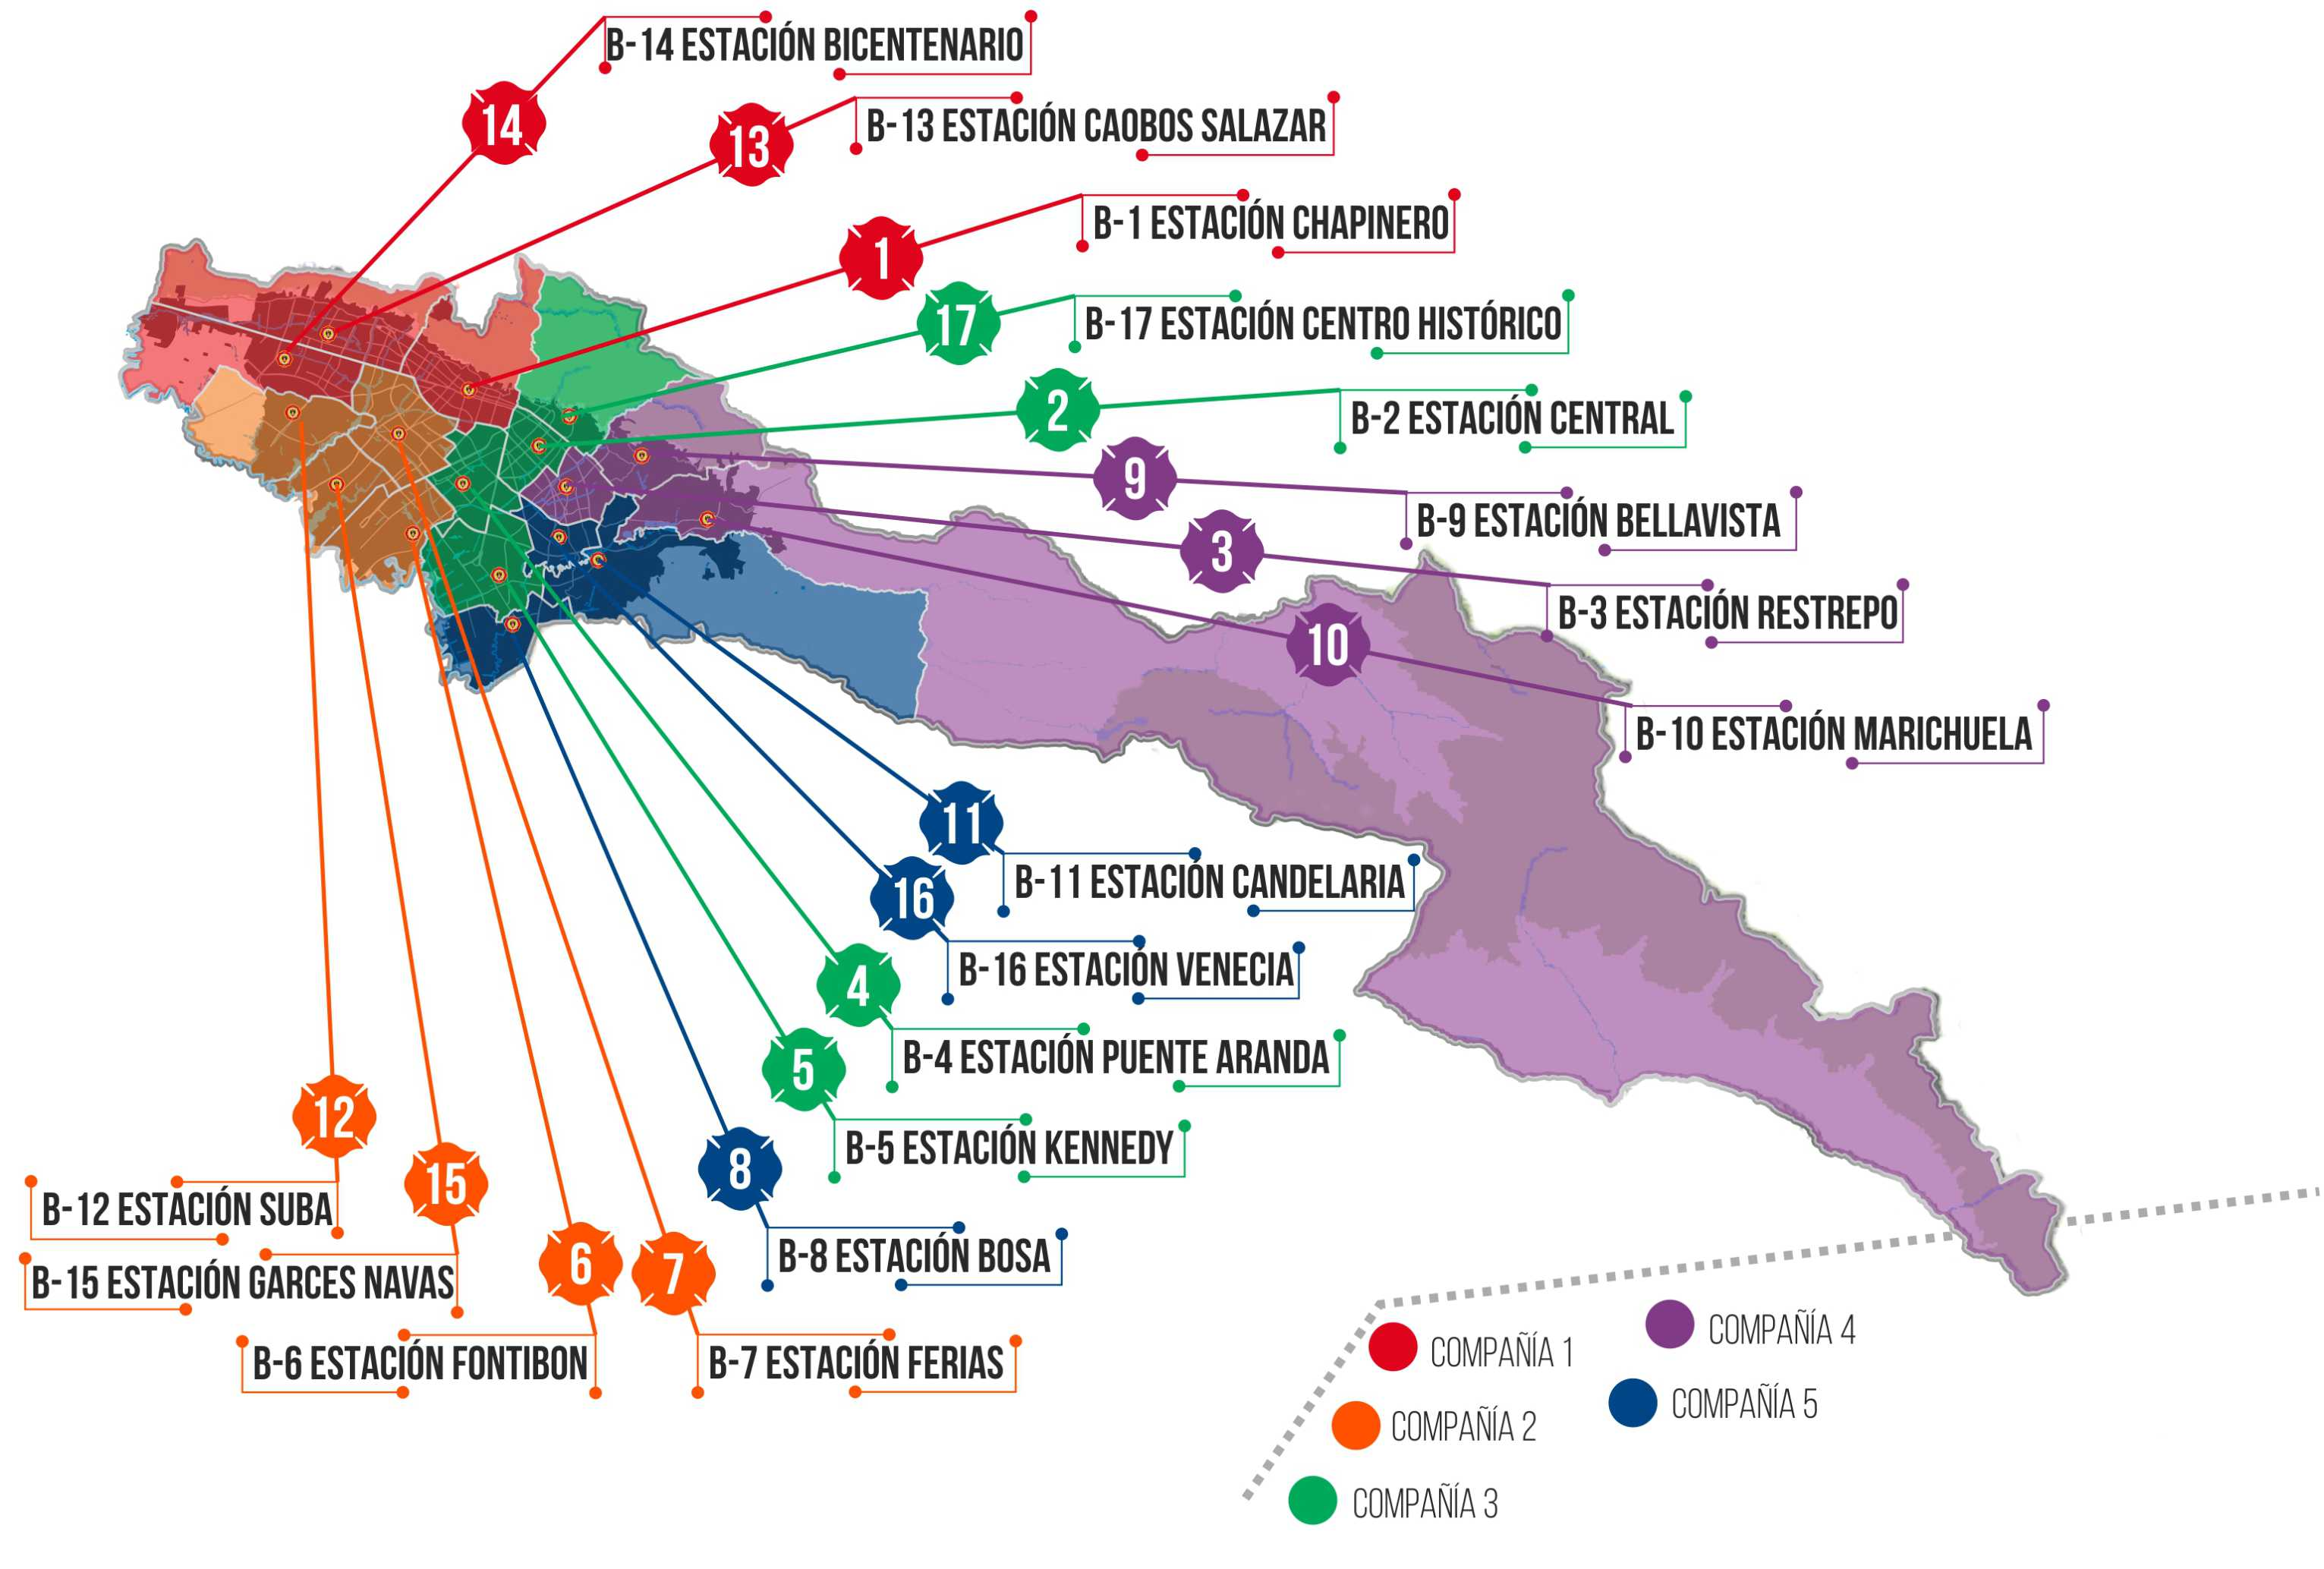 B-14 ESTACIÓN BICENTENARIO
14
B-13 ESTACIÓN CAOBOS SALAZAR
13
B-1 ESTACIÓN CHAPINERO
1
B-17 ESTACIÓN CENTRO HISTÓRICO
17
B-2 ESTACIÓN CENTRAL
2
9
B-9 ESTACIÓN BELLAVISTA
3
B-3 ESTACIÓN RESTREPO
10
B-10 ESTACIÓN MARICHUELA
11
B-11 ESTACIÓN CANDELARIA
16
B-16 ESTACIÓN VENECIA
4
B-4 ESTACIÓN PUENTE ARANDA
5
B-5 ESTACIÓN KENNEDY
8
B-8 ESTACIÓN BOSA
12
B-12 ESTACIÓN SUBA
15
B-15 ESTACIÓN GARCES NAVAS
6
B-6 ESTACIÓN FONTIBON
7
B-7 ESTACIÓN FERIAS
COMPAÑÍA 1
COMPAÑÍA 2
COMPAÑÍA 3
COMPAÑÍA 4
COMPAÑÍA 5